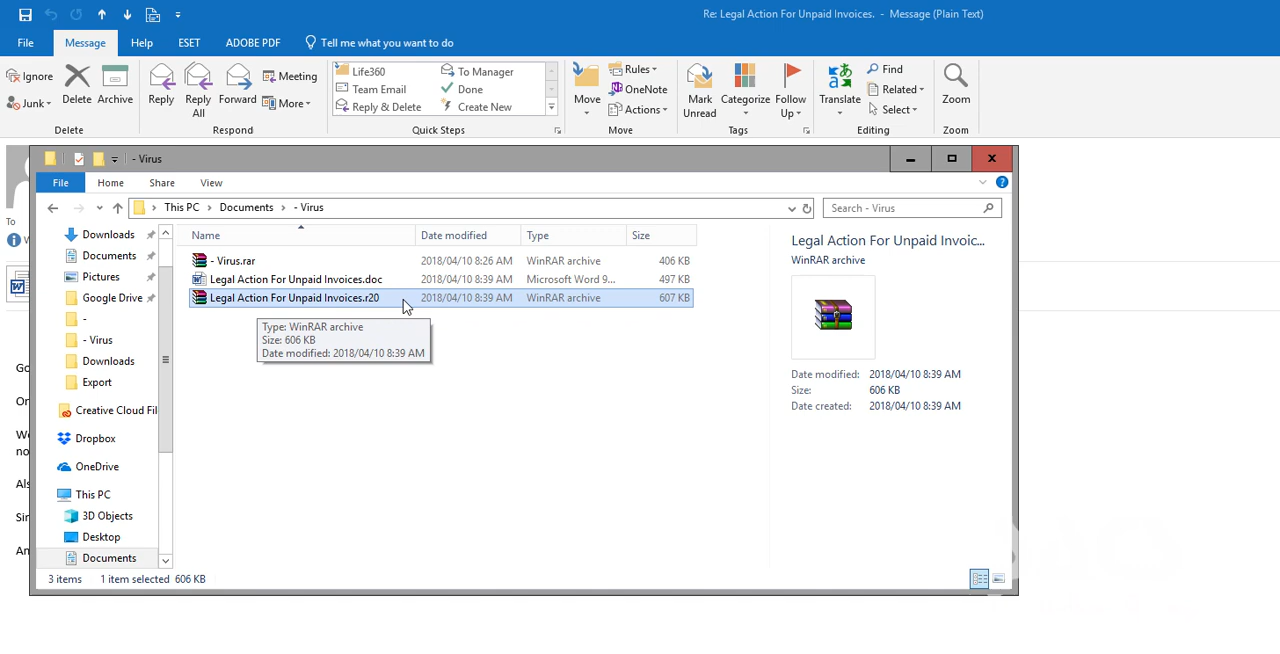 Re: Legal Action For Unpaid Invoices. - Message (Plain Text)
File Message Help ESET ADOBE PDF Tell me what you want to do
Ignore
Junk
Delete
Archive
Delete
Reply
Reply All
Forward
Meeting
More
Respond
Life360
Team Email
Reply & Delete
To Manager
Done
Create New
Quick Steps
Move
Rules
OneNote
Actions
Move
Mark Unread
Categorize
Follow Up
Tags
Translate
Find
Related
Select
Editing
Zoom
Zoom
To
- Virus
File Home Share View
This PC Documents - Virus
Search - Virus
Downloads
Documents
Pictures
Google Drive
-
- Virus
Downloads
Export
Creative Cloud Fil
Dropbox
OneDrive
This PC
3D Objects
Desktop
Documents
Name Date modified Type Size
- Virus.rar 2018/04/10 8:26 AM WinRAR archive 406 KB
Legal Action For Unpaid Invoices.doc 2018/04/10 8:39 AM Microsoft Word 9... 497 KB
Legal Action For Unpaid Invoices.r20 2018/04/10 8:39 AM WinRAR archive 607 KB
Type: WinRAR archive
Size: 606 KB
Date modified: 2018/04/10 8:39 AM
Legal Action For Unpaid Invoic...
WinRAR archive
Date modified: 2018/04/10 8:39 AM
Size: 606 KB
Date created: 2018/04/10 8:39 AM
3 items 1 item selected 606 KB